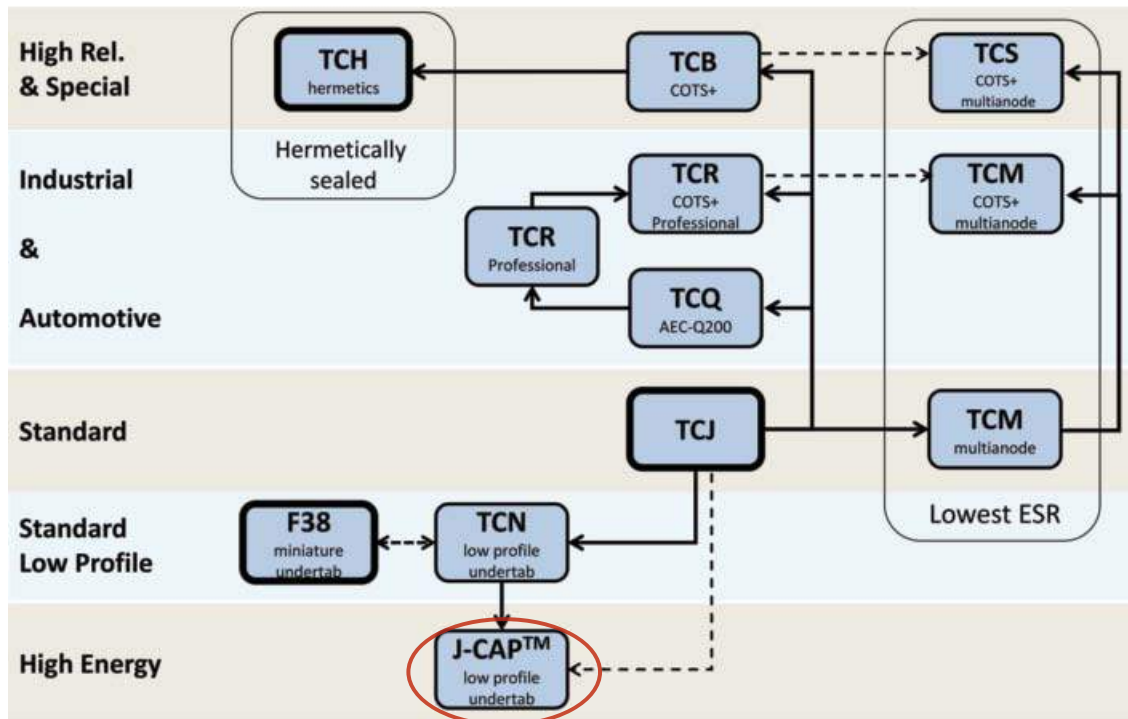 High Rel.
& Special
TCH
hermetics
Hermetically
sealed
TCB
COTS+
TCS
COTS+
multianode
Industrial
&
Automotive
TCR
COTS+
Professional
TCM
COTS+
multianode
TCR
Professional
TCQ
AEC-Q200
Standard
TCJ
TCM
multianode
Lowest ESR
Standard
Low Profile
F38
miniature
undertab
TCN
low profile
undertab
High Energy
J-CAP™
low profile
undertab